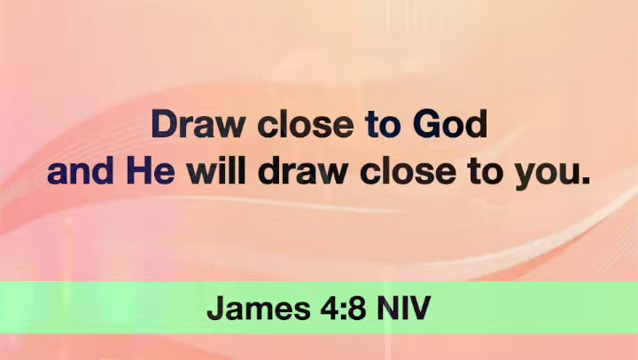 Draw close to God
and He will draw close to you.
James 4:8 NIV